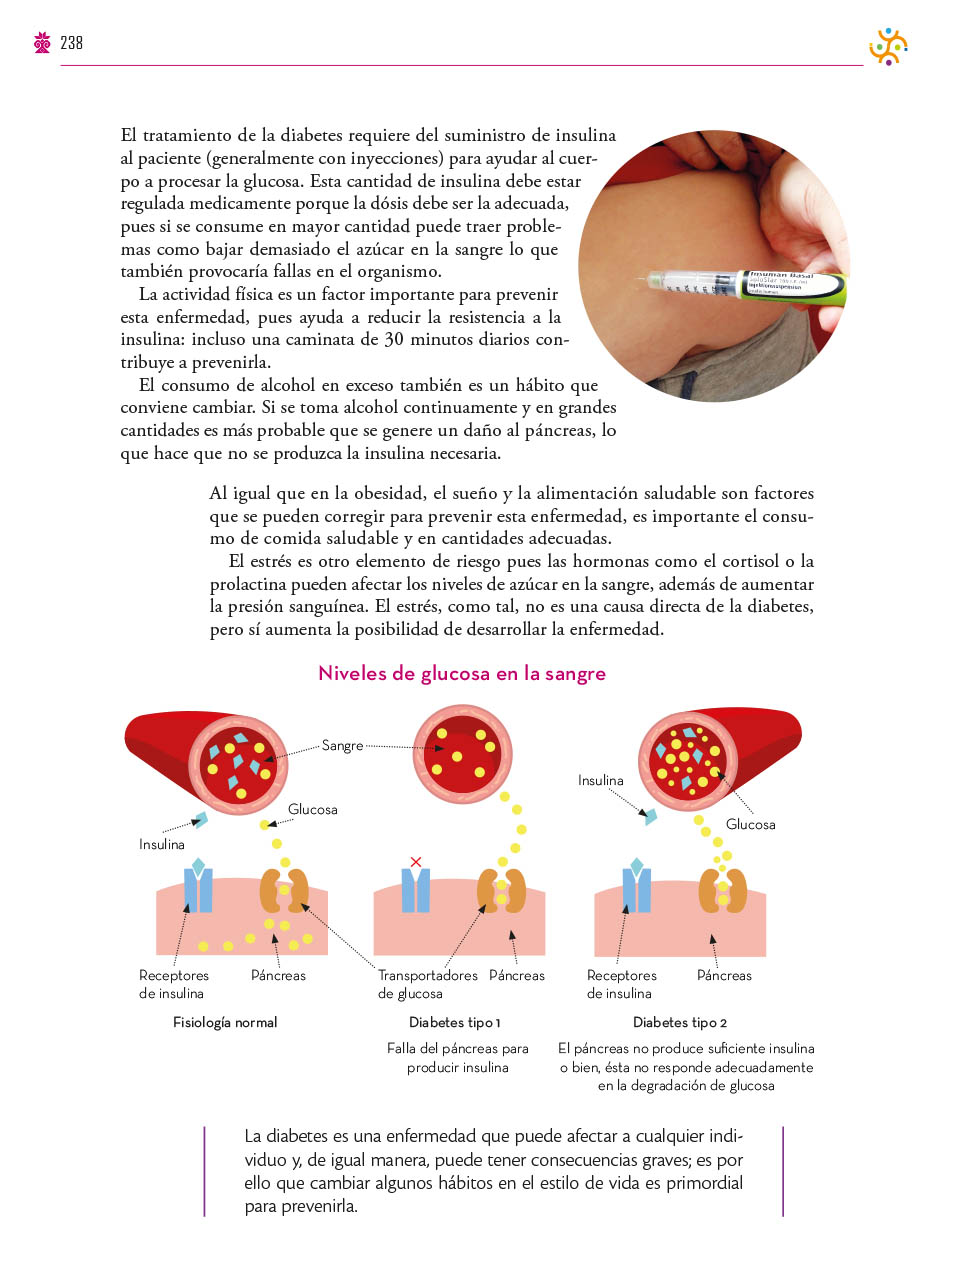 238
El tratamiento de la diabetes requiere del suministro de insulina
al paciente (generalmente con inyecciones) para ayudar al cuer-
po a procesar la glucosa. Esta cantidad de insulina debe estar
regulada medicamente porque la dósis debe ser la adecuada,
pues si se consume en mayor cantidad puede traer proble-
mas como bajar demasiado el azúcar en la sangre lo que
también provocaría fallas en el organismo.
La actividad física es un factor importante para prevenir
esta enfermedad, pues ayuda a reducir la resistencia a la
insulina: incluso una caminata de 30 minutos diarios con-
tribuye a prevenirla.
El consumo de alcohol en exceso también es un hábito que
conviene cambiar. Si se toma alcohol continuamente y en grandes
cantidades es más probable que se genere un daño al páncreas, lo
que hace que no se produzca la insulina necesaria.
Insuman Basal
Al igual que en la obesidad, el sueño y la alimentación saludable son factores
que se pueden corregir para prevenir esta enfermedad, es importante el consu-
mo de comida saludable y en cantidades adecuadas.
El estrés es otro elemento de riesgo pues las hormonas como el cortisol o la
prolactina pueden afectar los niveles de azúcar en la sangre, además de aumentar
la presión sanguínea. El estrés, como tal, no es una causa directa de la diabetes,
pero sí aumenta la posibilidad de desarrollar la enfermedad.
Niveles de glucosa en la sangre
Sangre
Glucosa
Insulina
Insulina
Glucosa
Receptores
de insulina
Páncreas
Transportadores
de glucosa
Páncreas
Receptores
de insulina
Páncreas
Fisiología normal
Diabetes tipo 1
Falla del páncreas para
producir insulina
Diabetes tipo 2
El páncreas no produce suficiente insulina
o bien, ésta no responde adecuadamente
en la degradación de glucosa
La diabetes es una enfermedad que puede afectar a cualquier indi-
viduo y, de igual manera, puede tener consecuencias graves; es por
ello que cambiar algunos hábitos en el estilo de vida es primordial
para prevenirla.